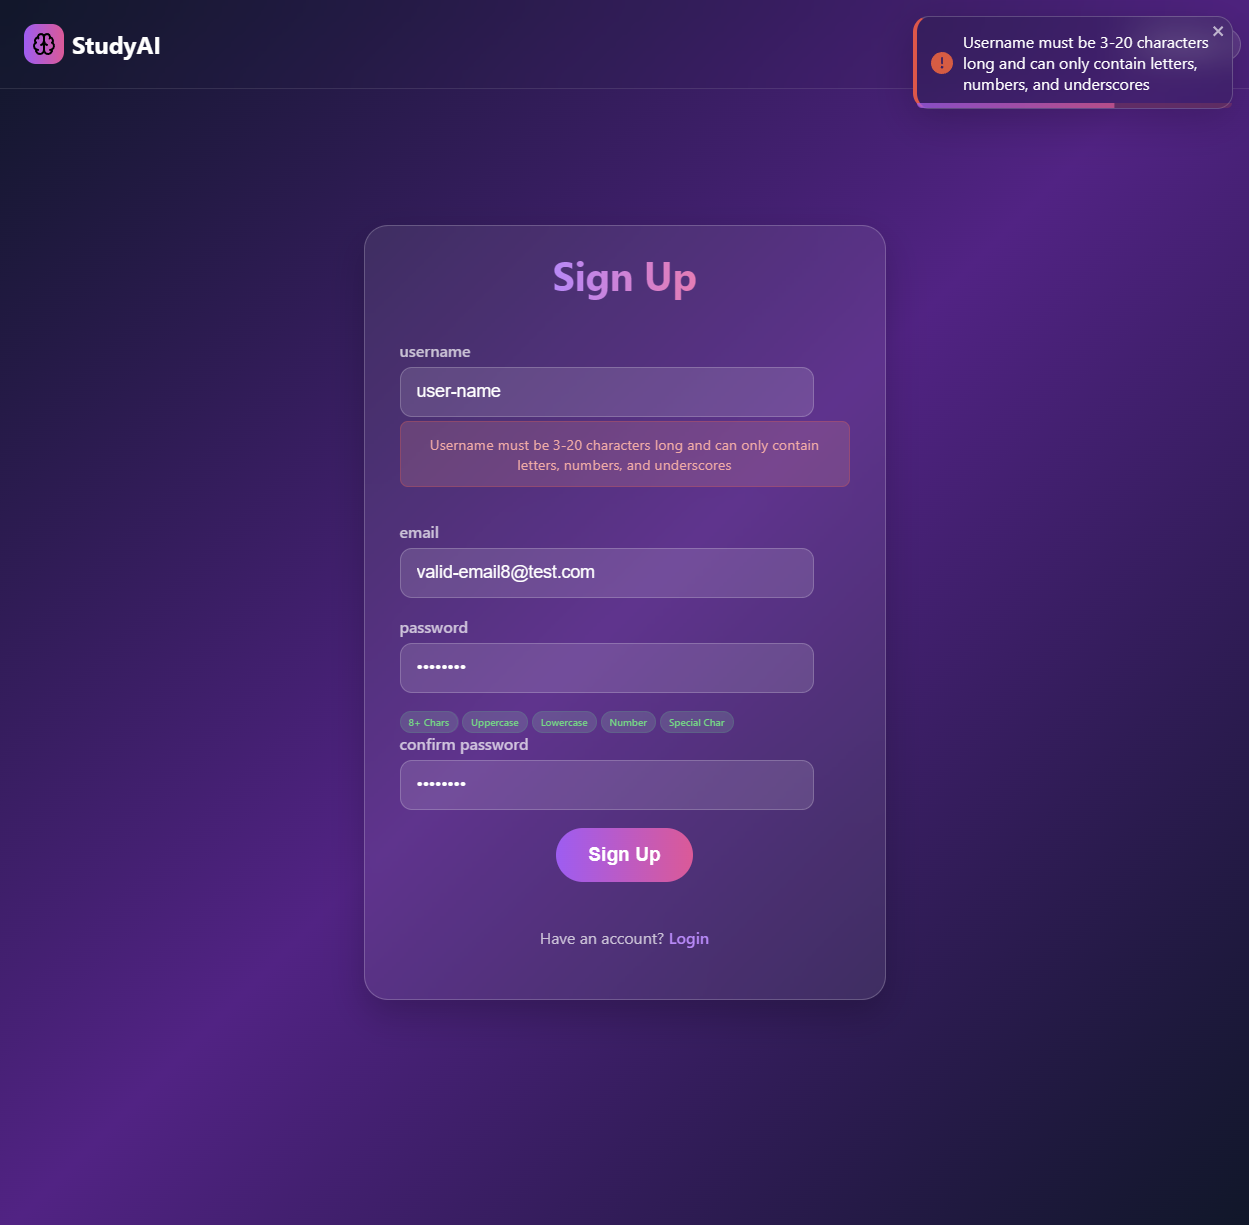 StudyAI
Username must be 3-20 characters
long and can only contain letters,
numbers, and underscores
Sign Up
username
user-name
Username must be 3-20 characters long and can only contain
letters, numbers, and underscores
email
valid-email8@test.com
password
••••••••
8+ Chars Uppercase Lowercase Number Special Char
confirm password
••••••••
Sign Up
Have an account? Login